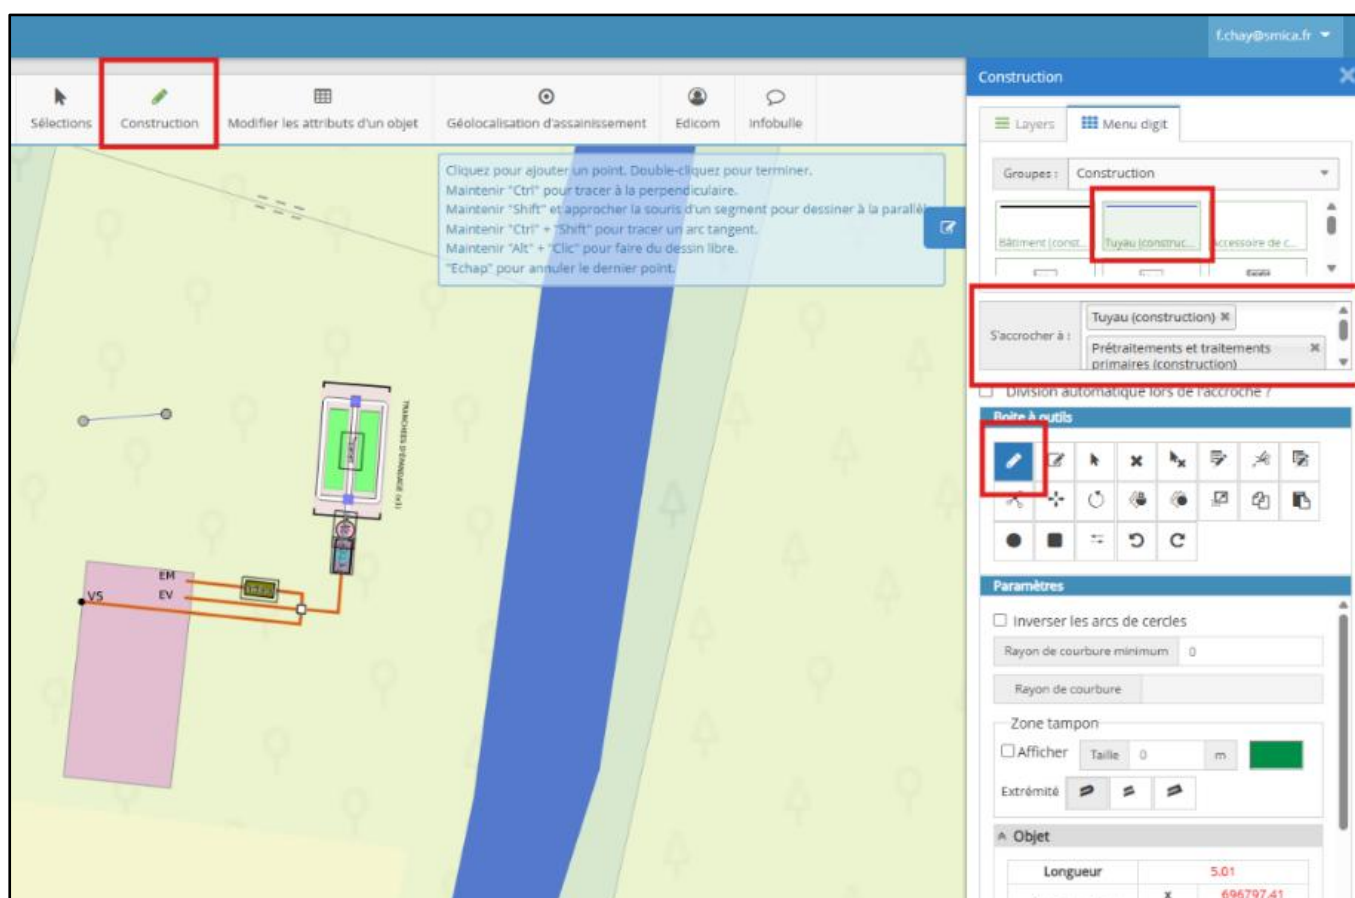 f.chay@smica.fr
Construction
Sélections
Construction
Modifier les attributs d'un objet
Géolocalisation d'assainissement
Edicom
Infobulle
Layers
Menu digit
Groupes :
Construction
Bâtiment (const...
Tuyau (construc...
Accessoire de c...
Cliquez pour ajouter un point. Double-cliquez pour terminer.
Maintenir "Ctrl" pour tracer à la perpendiculaire.
Maintenir "Shift" et approcher la souris d'un segment pour dessiner à la parallèl
Maintenir "Ctrl" + "Shift" pour tracer un arc tangent.
Maintenir "Alt" + "Clic" pour faire du dessin libre.
"Echap" pour annuler le dernier point.
S'accrocher à :
Tuyau (construction)
Prétraitements et traitements
primaires (construction)
Division automatique lors de l'accroche ?
Boite à outils
TRANCHEES D'EPANDAGE (x1)
EM
EV
VS
Paramètres
Inverser les arcs de cercles
Rayon de courbure minimum
0
Rayon de courbure
Zone tampon
Afficher
Taille
0
m
Extrémité
Objet
Longueur
5.01
X
696797.41